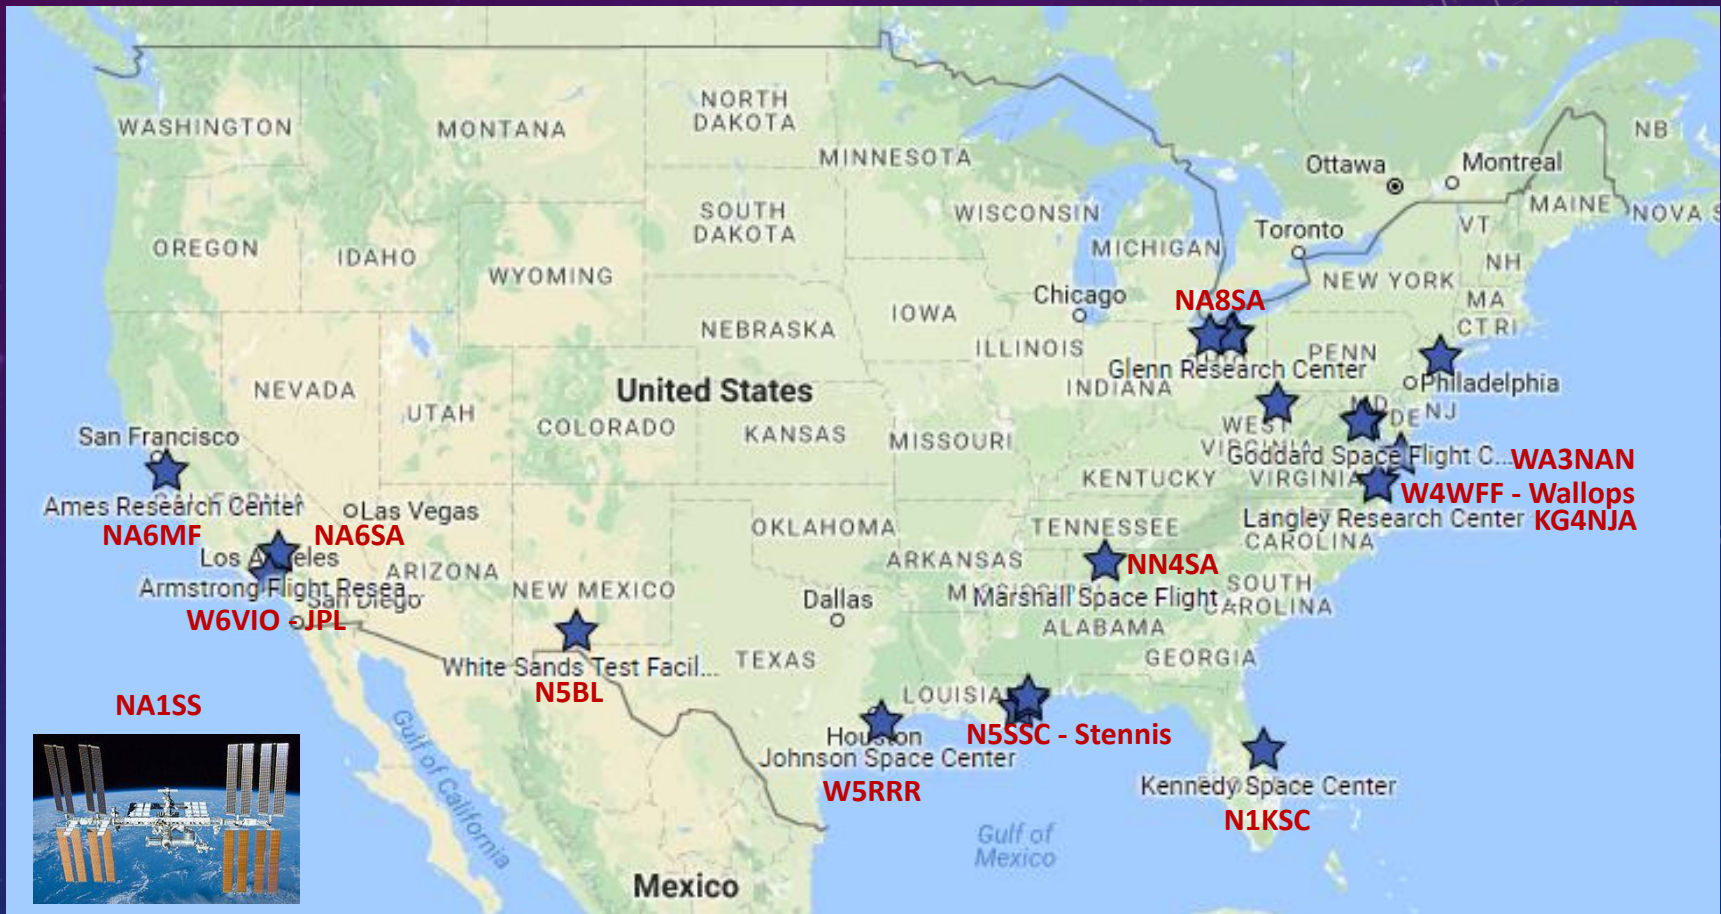 NORTH
DAKOTA
WASHINGTON
MONTANA
NB
MINNESOTA
Ottawa
Montreal
SOUTH
DAKOTA
WISCONSIN
MAINE
NOVA S
VT
Toronto
OREGON
IDAHO
MICHIGAN
NH
WYOMING
NEW YORK
Chicago
NA8SA
MA
IOWA
CT RI
NEBRASKA
ILLINOIS
PENN
Glenn Research Center
Philadelphia
INDIANA
NEVADA
United States
UTAH
COLORADO
KANSAS
MISSOURI
MD
DE
NJ
WEST
VIRGINIA
San Francisco
Goddard Space Flight C...
WA3NAN
KENTUCKY
VIRGINIA
W4WFF - Wallops
Ames Research Center
CALIFORNIA
Las Vegas
Langley Research Center
KG4NJA
NA6MF
NA6SA
OKLAHOMA
TENNESSEE
CAROLINA
Los Angeles
ARIZONA
ARKANSAS
NN4SA
Armstrong Flight Resea...
San Diego
NEW MEXICO
Dallas
MISSISSIPPI
Marshall Space Flight...
SOUTH
CAROLINA
W6VIO - JPL
ALABAMA
White Sands Test Facil...
TEXAS
GEORGIA
N5BL
LOUISIA
NA1SS
Houston
N5SSC - Stennis
Johnson Space Center
W5RRR
Kennedy Space Center
N1KSC
Gulf of California
Gulf of
Mexico
Mexico